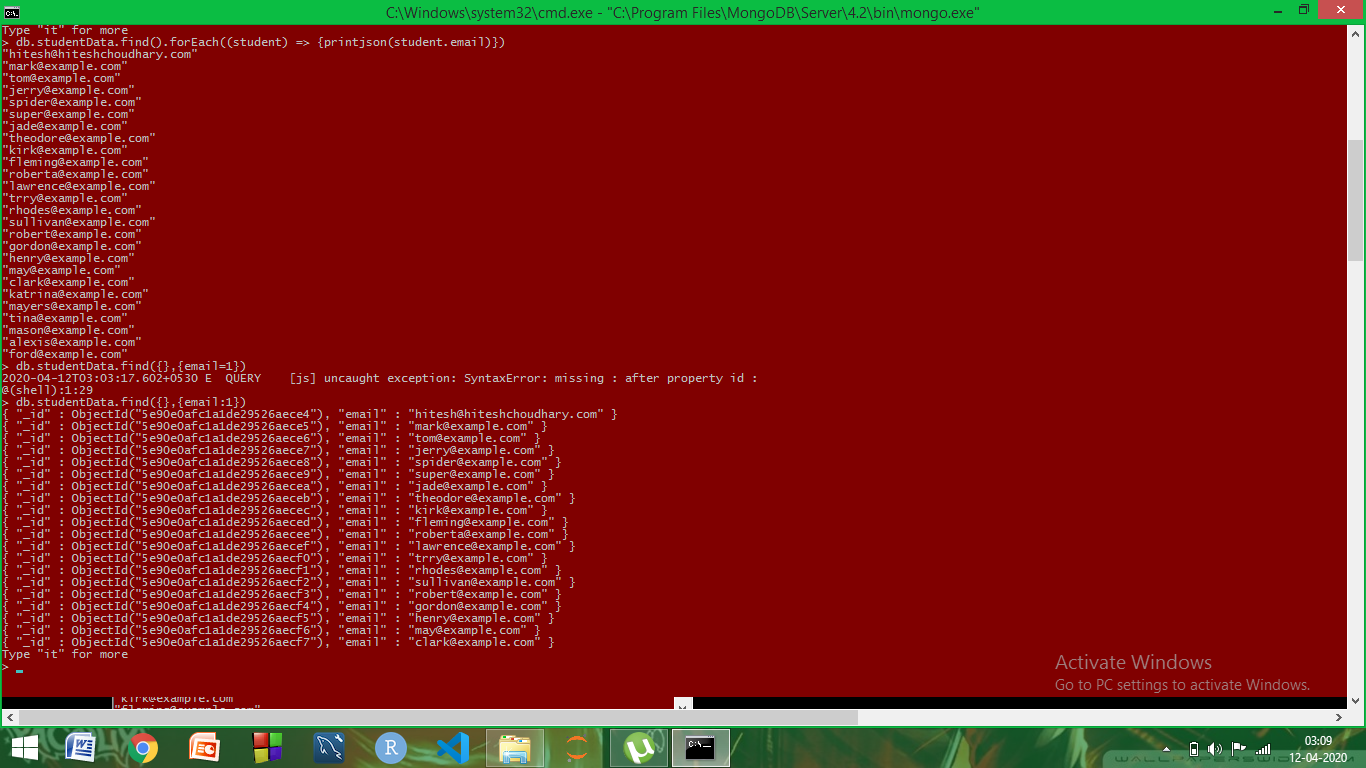 C:\Windows\system32\cmd.exe - "C:\Program Files\MongoDB\Server\4.2\bin\mongo.exe"
Type "it" for more
> db.studentData.find().forEach((student) => {printjson(student.email)})
"hitesh@hiteshchoudhary.com"
"mark@example.com"
"tom@example.com"
"jerry@example.com"
"spider@example.com"
"super@example.com"
"jade@example.com"
"theodore@example.com"
"kirk@example.com"
"fleming@example.com"
"roberta@example.com"
"lawrence@example.com"
"trry@example.com"
"rhodes@example.com"
"sullivan@example.com"
"robert@example.com"
"gordon@example.com"
"henry@example.com"
"may@example.com"
"clark@example.com"
"katrina@example.com"
"mayers@example.com"
"tina@example.com"
"mason@example.com"
"alexis@example.com"
"ford@example.com"
> db.studentData.find({},{email=1})
2020-04-12T03:03:17.602+0530 E  QUERY    [js] uncaught exception: SyntaxError: missing : after property id :
@(shell):1:29
> db.studentData.find({},{email:1})
{ "_id" : ObjectId("5e90e0afc1a1de29526aece4"), "email" : "hitesh@hiteshchoudhary.com" }
{ "_id" : ObjectId("5e90e0afc1a1de29526aece5"), "email" : "mark@example.com" }
{ "_id" : ObjectId("5e90e0afc1a1de29526aece6"), "email" : "tom@example.com" }
{ "_id" : ObjectId("5e90e0afc1a1de29526aece7"), "email" : "jerry@example.com" }
{ "_id" : ObjectId("5e90e0afc1a1de29526aece8"), "email" : "spider@example.com" }
{ "_id" : ObjectId("5e90e0afc1a1de29526aece9"), "email" : "super@example.com" }
{ "_id" : ObjectId("5e90e0afc1a1de29526aecea"), "email" : "jade@example.com" }
{ "_id" : ObjectId("5e90e0afc1a1de29526aeceb"), "email" : "theodore@example.com" }
{ "_id" : ObjectId("5e90e0afc1a1de29526aecec"), "email" : "kirk@example.com" }
{ "_id" : ObjectId("5e90e0afc1a1de29526aeced"), "email" : "fleming@example.com" }
{ "_id" : ObjectId("5e90e0afc1a1de29526aecee"), "email" : "roberta@example.com" }
{ "_id" : ObjectId("5e90e0afc1a1de29526aecef"), "email" : "lawrence@example.com" }
{ "_id" : ObjectId("5e90e0afc1a1de29526aecf0"), "email" : "trry@example.com" }
{ "_id" : ObjectId("5e90e0afc1a1de29526aecf1"), "email" : "rhodes@example.com" }
{ "_id" : ObjectId("5e90e0afc1a1de29526aecf2"), "email" : "sullivan@example.com" }
{ "_id" : ObjectId("5e90e0afc1a1de29526aecf3"), "email" : "robert@example.com" }
{ "_id" : ObjectId("5e90e0afc1a1de29526aecf4"), "email" : "gordon@example.com" }
{ "_id" : ObjectId("5e90e0afc1a1de29526aecf5"), "email" : "henry@example.com" }
{ "_id" : ObjectId("5e90e0afc1a1de29526aecf6"), "email" : "may@example.com" }
{ "_id" : ObjectId("5e90e0afc1a1de29526aecf7"), "email" : "clark@example.com" }
Type "it" for more
>
Activate Windows
Go to PC settings to activate Windows.
"kirk@example.com"
"fleming@example.com"
03:09
12-04-2020